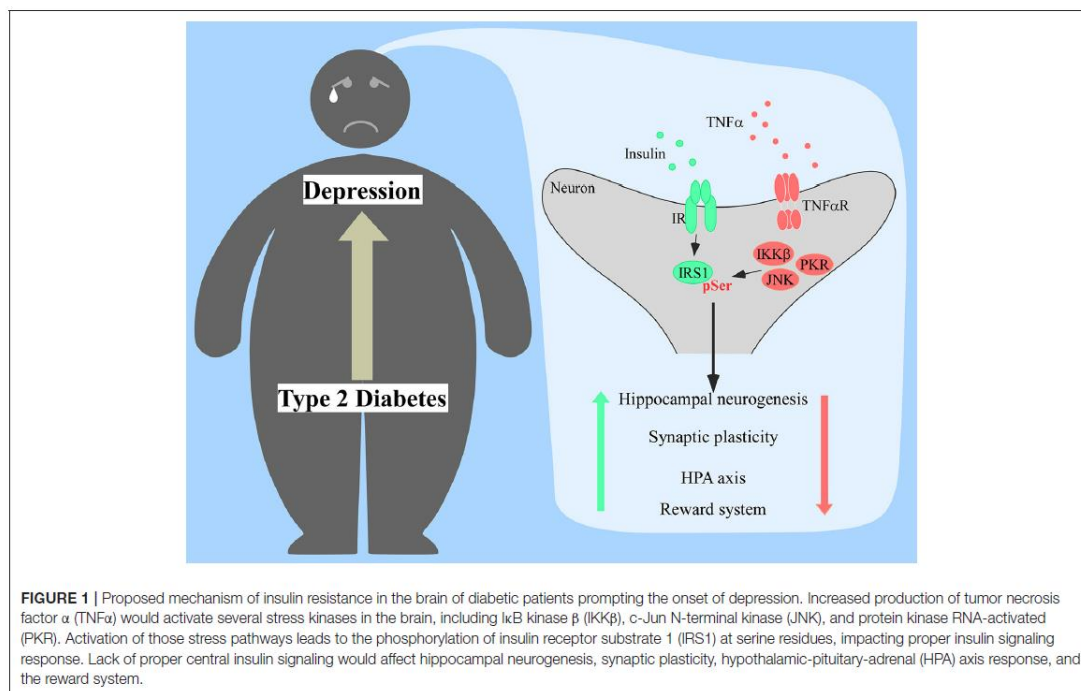 Depression
Type 2 Diabetes
TNFα
Insulin
Neuron
IR
TNFαR
IKKβ
PKR
IRS1
JNK
pSer
Hippocampal neurogenesis
Synaptic plasticity
HPA axis
Reward system
FIGURE 1 | Proposed mechanism of insulin resistance in the brain of diabetic patients prompting the onset of depression. Increased production of tumor necrosis
factor α (TNFα) would activate several stress kinases in the brain, including IκB kinase β (IKKβ), c-Jun N-terminal kinase (JNK), and protein kinase RNA-activated
(PKR). Activation of those stress pathways leads to the phosphorylation of insulin receptor substrate 1 (IRS1) at serine residues, impacting proper insulin signaling
response. Lack of proper central insulin signaling would affect hippocampal neurogenesis, synaptic plasticity, hypothalamic-pituitary-adrenal (HPA) axis response, and
the reward system.